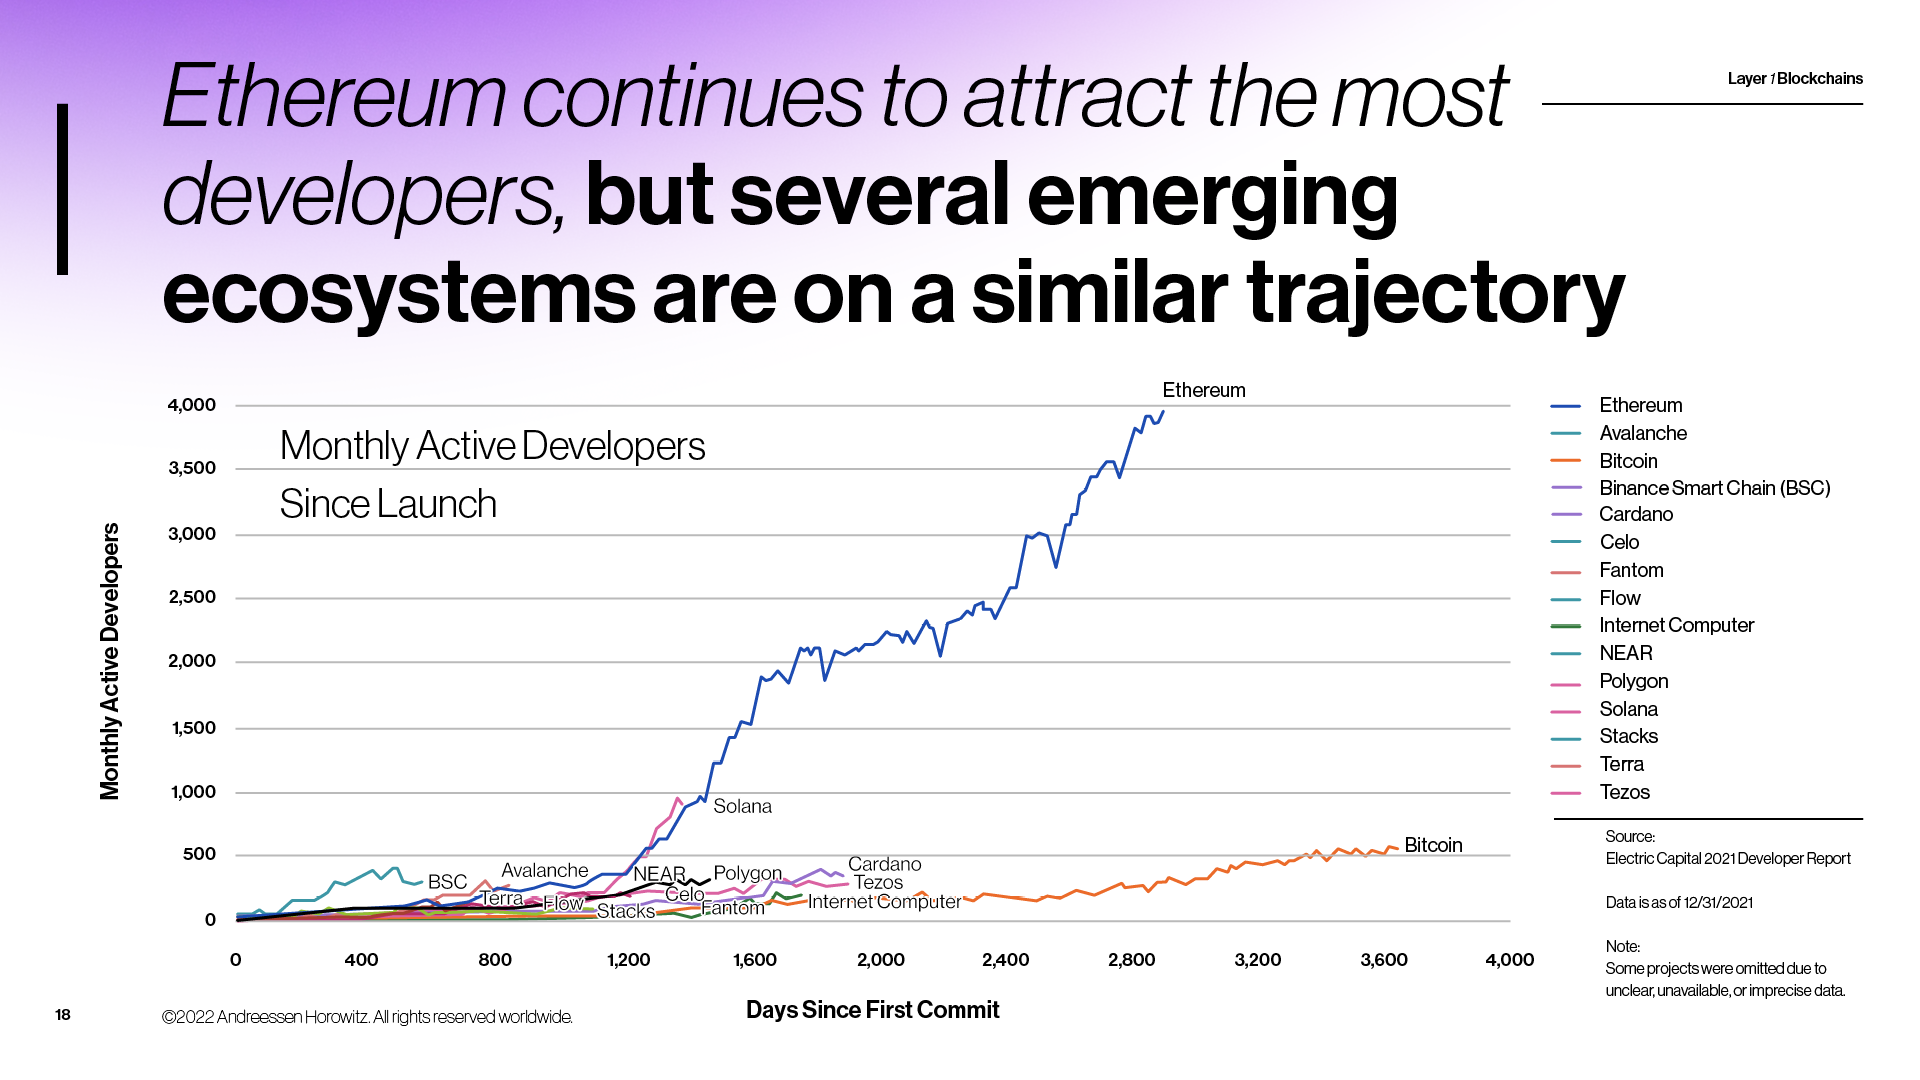 Layer 1 Blockchains
Ethereum continues to attract the most
developers, but several emerging
ecosystems are on a similar trajectory
Monthly Active Developers
Since Launch
Monthly Active Developers
4,000
3,500
3,000
2,500
2,000
1,500
1,000
500
0
Ethereum
Solana
Bitcoin
BSC
Avalanche
NEAR
Polygon
Cardano
Tezos
Terra
Flow
Celo
Stacks
Fantom
Internet Computer
0
400
800
1,200
1,600
2,000
2,400
2,800
3,200
3,600
4,000
Days Since First Commit
Ethereum
Avalanche
Bitcoin
Binance Smart Chain (BSC)
Cardano
Celo
Fantom
Flow
Internet Computer
NEAR
Polygon
Solana
Stacks
Terra
Tezos
Source:
Electric Capital 2021 Developer Report
Data is as of 12/31/2021
Note:
Some projects were omitted due to
unclear, unavailable, or imprecise data.
18
©2022 Andreessen Horowitz. All rights reserved worldwide.